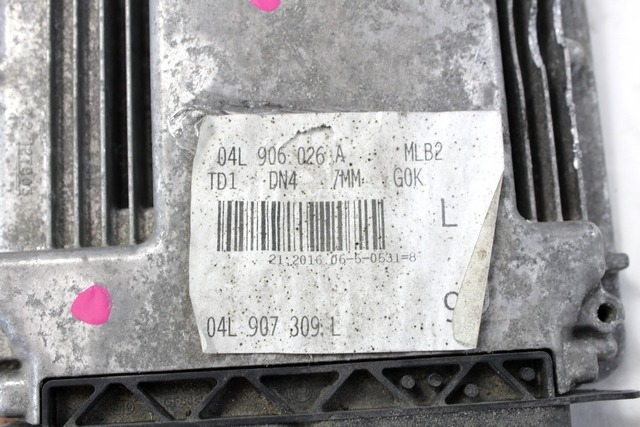 04L 906 026 A MLB2
TD1 DN4 7MM G0K
L
21.2016 06-5-0531=8
S
04L 907 309 L